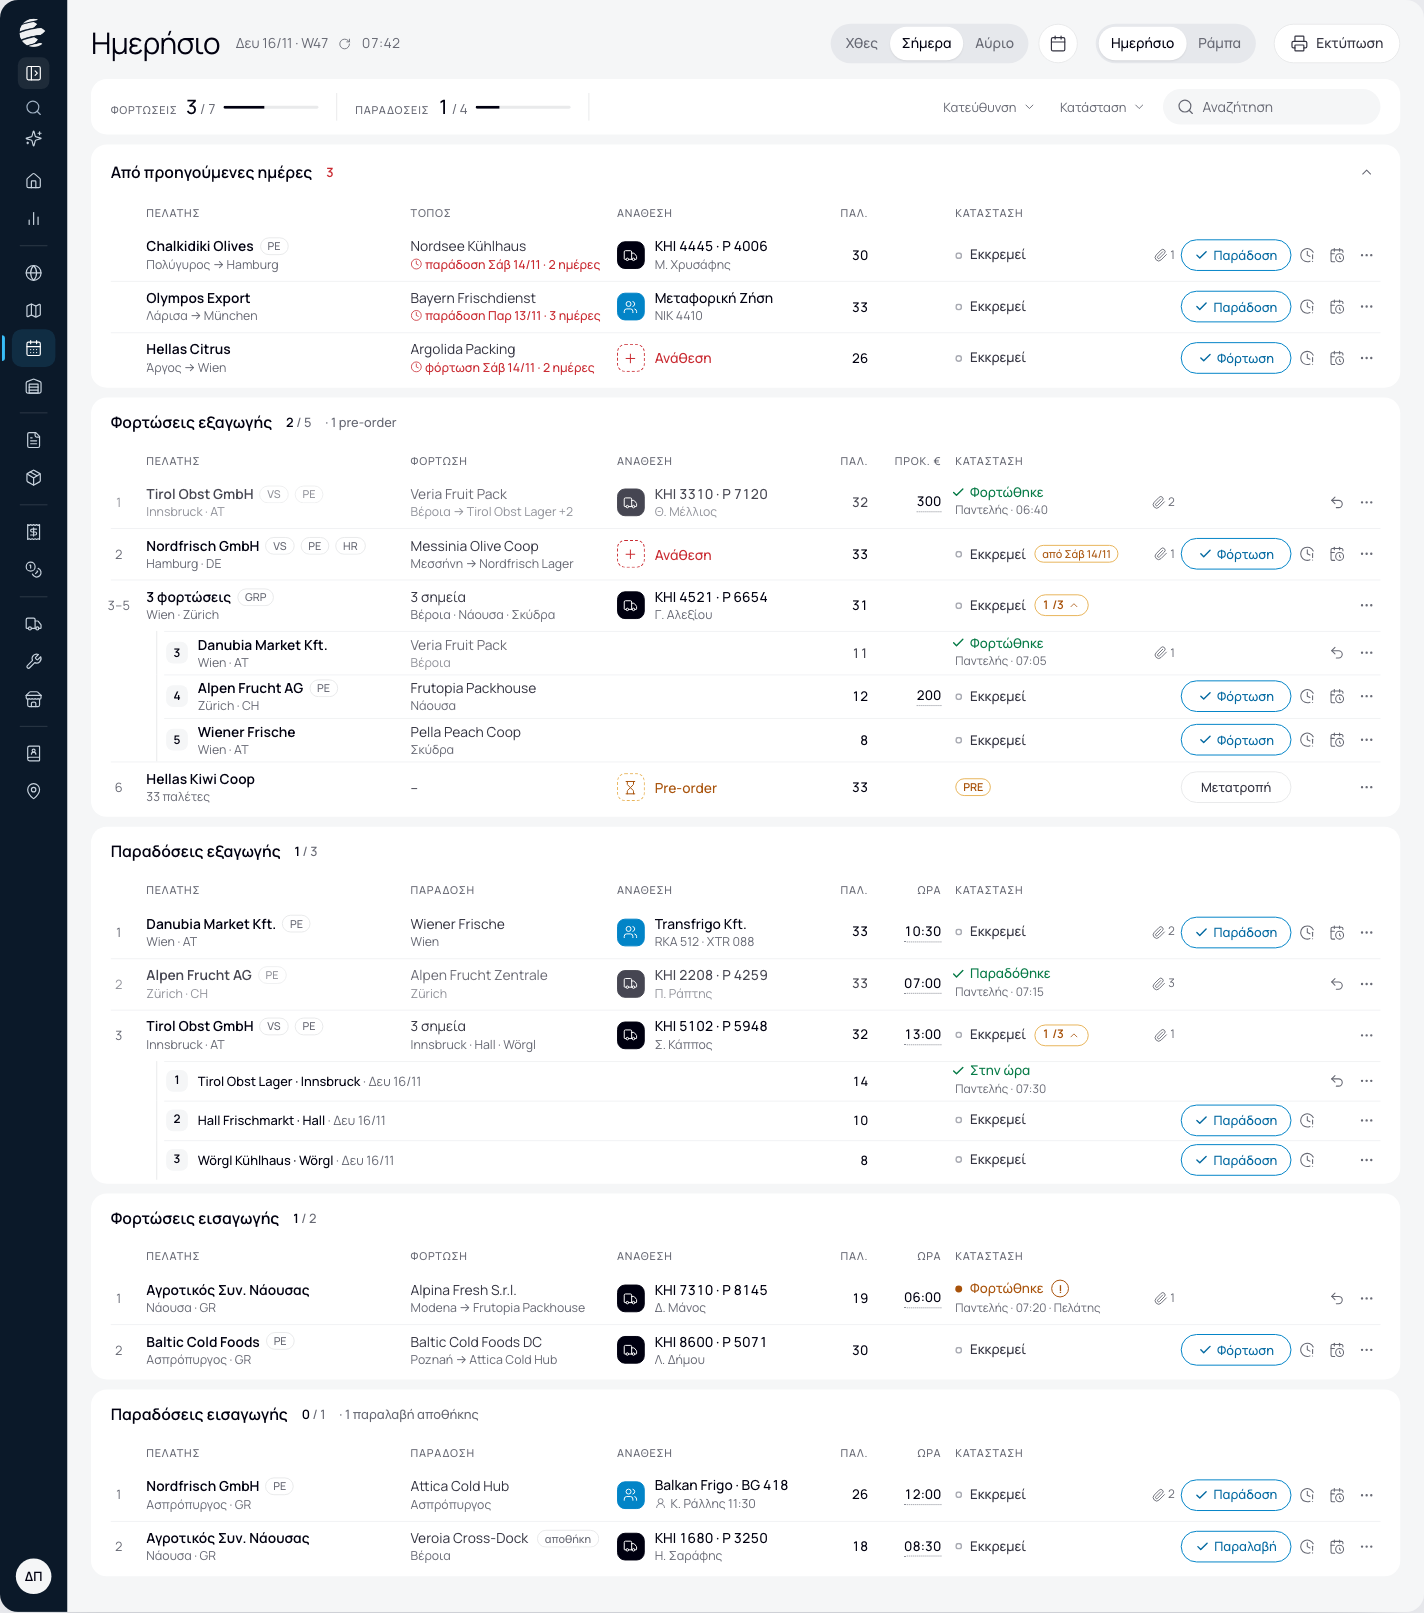 Ημερήσιο
Δευ 16/11 · W47
07:42
Χθες
Σήμερα
Αύριο
Ημερήσιο
Ράμπα
Εκτύπωση
ΦΟΡΤΩΣΕΙΣ 3 / 7
ΠΑΡΑΔΟΣΕΙΣ 1 / 4
Κατεύθυνση
Κατάσταση
Αναζήτηση
Από προηγούμενες ημέρες 3
ΠΕΛΑΤΗΣ ΤΟΠΟΣ ΑΝΑΘΕΣΗ ΠΑΛ. ΚΑΤΑΣΤΑΣΗ
Chalkidiki Olives PE Nordsee Kühlhaus KHI 4445 · P 4006 30 Εκκρεμεί 1 Παράδοση
Πολύγυρος → Hamburg παράδοση Σάβ 14/11 · 2 ημέρες Μ. Χρυσάφης
Olympos Export Bayern Frischdienst Μεταφορική Ζήση 33 Εκκρεμεί Παράδοση
Λάρισα → München παράδοση Παρ 13/11 · 3 ημέρες NIK 4410
Hellas Citrus Argolida Packing Ανάθεση 26 Εκκρεμεί Φόρτωση
Άργος → Wien φόρτωση Σάβ 14/11 · 2 ημέρες
Φορτώσεις εξαγωγής 2 / 5 · 1 pre-order
ΠΕΛΑΤΗΣ ΦΟΡΤΩΣΗ ΑΝΑΘΕΣΗ ΠΑΛ. ΠΡΟΚ. € ΚΑΤΑΣΤΑΣΗ
1 Tirol Obst GmbH VS PE Veria Fruit Pack KHI 3310 · P 7120 32 300 Φορτώθηκε 2
Innsbruck · AT Βέροια → Tirol Obst Lager +2 Θ. Μέλλιος Παντελής · 06:40
2 Nordfrisch GmbH VS PE HR Messinia Olive Coop Ανάθεση 33 Εκκρεμεί από Σάβ 14/11 1 Φόρτωση
Hamburg · DE Μεσσήνη → Nordfrisch Lager
3–5 3 φορτώσεις GRP 3 σημεία KHI 4521 · P 6654 31 Εκκρεμεί 1 /3
Wien · Zürich Βέροια · Νάουσα · Σκύδρα Γ. Αλεξίου
3 Danubia Market Kft. Veria Fruit Pack 11 Φορτώθηκε 1
Wien · AT Βέροια Παντελής · 07:05
4 Alpen Frucht AG PE Frutopia Packhouse 12 200 Εκκρεμεί Φόρτωση
Zürich · CH Νάουσα
5 Wiener Frische Pella Peach Coop 8 Εκκρεμεί Φόρτωση
Wien · AT Σκύδρα
6 Hellas Kiwi Coop – Pre-order 33 PRE Μετατροπή
33 παλέτες
Παραδόσεις εξαγωγής 1 / 3
ΠΕΛΑΤΗΣ ΠΑΡΑΔΟΣΗ ΑΝΑΘΕΣΗ ΠΑΛ. ΩΡΑ ΚΑΤΑΣΤΑΣΗ
1 Danubia Market Kft. PE Wiener Frische Transfrigo Kft. 33 10:30 Εκκρεμεί 2 Παράδοση
Wien · AT Wien RKA 512 · XTR 088
2 Alpen Frucht AG PE Alpen Frucht Zentrale KHI 2208 · P 4259 33 07:00 Παραδόθηκε 3
Zürich · CH Zürich Π. Ράπτης Παντελής · 07:15
3 Tirol Obst GmbH VS PE 3 σημεία KHI 5102 · P 5948 32 13:00 Εκκρεμεί 1 /3 1
Innsbruck · AT Innsbruck · Hall · Wörgl Σ. Κάππος
1 Tirol Obst Lager · Innsbruck · Δευ 16/11 14 Στην ώρα
Παντελής · 07:30
2 Hall Frischmarkt · Hall · Δευ 16/11 10 Εκκρεμεί Παράδοση
3 Wörgl Kühlhaus · Wörgl · Δευ 16/11 8 Εκκρεμεί Παράδοση
Φορτώσεις εισαγωγής 1 / 2
ΠΕΛΑΤΗΣ ΦΟΡΤΩΣΗ ΑΝΑΘΕΣΗ ΠΑΛ. ΩΡΑ ΚΑΤΑΣΤΑΣΗ
1 Αγροτικός Συν. Νάουσας Alpina Fresh S.r.l. KHI 7310 · P 8145 19 06:00 Φορτώθηκε 1
Νάουσα · GR Modena → Frutopia Packhouse Δ. Μάνος Παντελής · 07:20 · Πελάτης
2 Baltic Cold Foods PE Baltic Cold Foods DC KHI 8600 · P 5071 30 Εκκρεμεί Φόρτωση
Ασπρόπυργος · GR Poznań → Attica Cold Hub Λ. Δήμου
Παραδόσεις εισαγωγής 0 / 1 · 1 παραλαβή αποθήκης
ΠΕΛΑΤΗΣ ΠΑΡΑΔΟΣΗ ΑΝΑΘΕΣΗ ΠΑΛ. ΩΡΑ ΚΑΤΑΣΤΑΣΗ
1 Nordfrisch GmbH PE Attica Cold Hub Balkan Frigo · BG 418 26 12:00 Εκκρεμεί 2 Παράδοση
Ασπρόπυργος · GR Ασπρόπυργος Κ. Ράλλης 11:30
2 Αγροτικός Συν. Νάουσας Veroia Cross-Dock αποθήκη KHI 1680 · P 3250 18 08:30 Εκκρεμεί Παραλαβή
Νάουσα · GR Βέροια Η. Σαράφης
ΔΠ